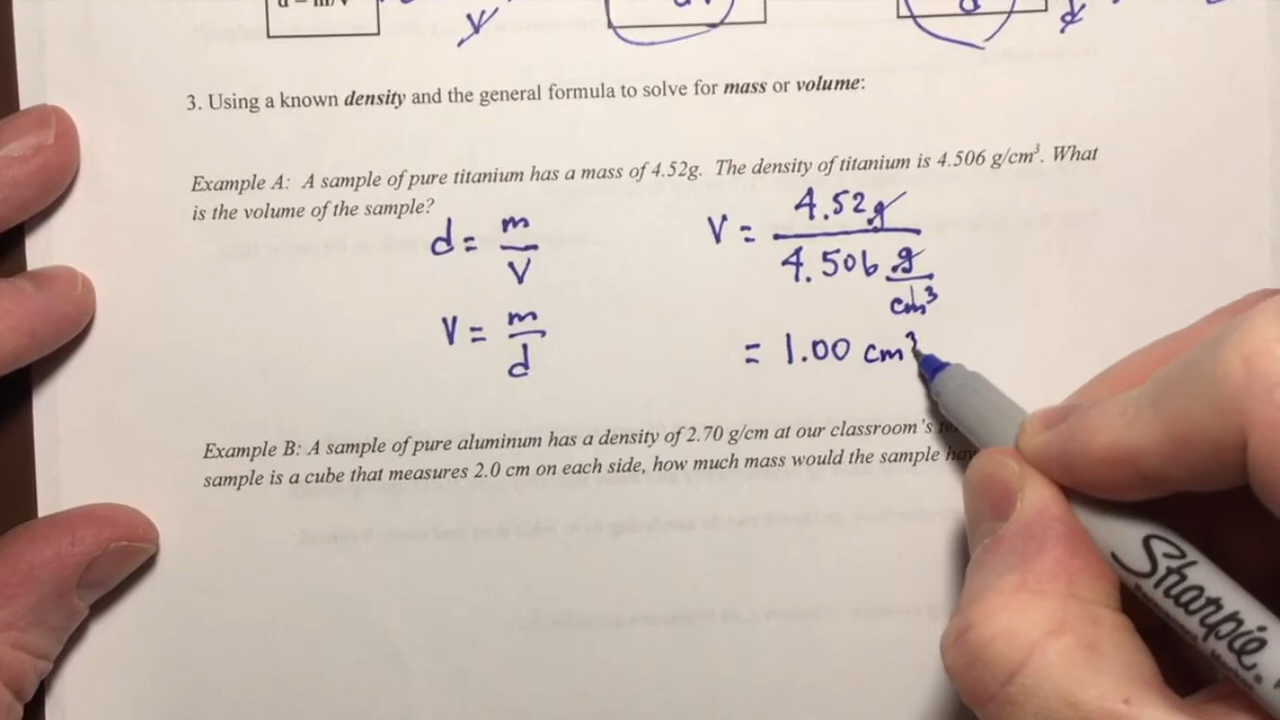 d = m/V
V
d
3. Using a known density and the general formula to solve for mass or volume:
Example A: A sample of pure titanium has a mass of 4.52g. The density of titanium is 4.506 g/cm³. What
is the volume of the sample?
d = m/V
V = 4.52g / 4.506 g/cm³
V = m/d
= 1.00 cm³
Example B: A sample of pure aluminum has a density of 2.70 g/cm at our classroom's
sample is a cube that measures 2.0 cm on each side, how much mass would the sample
Sharpie